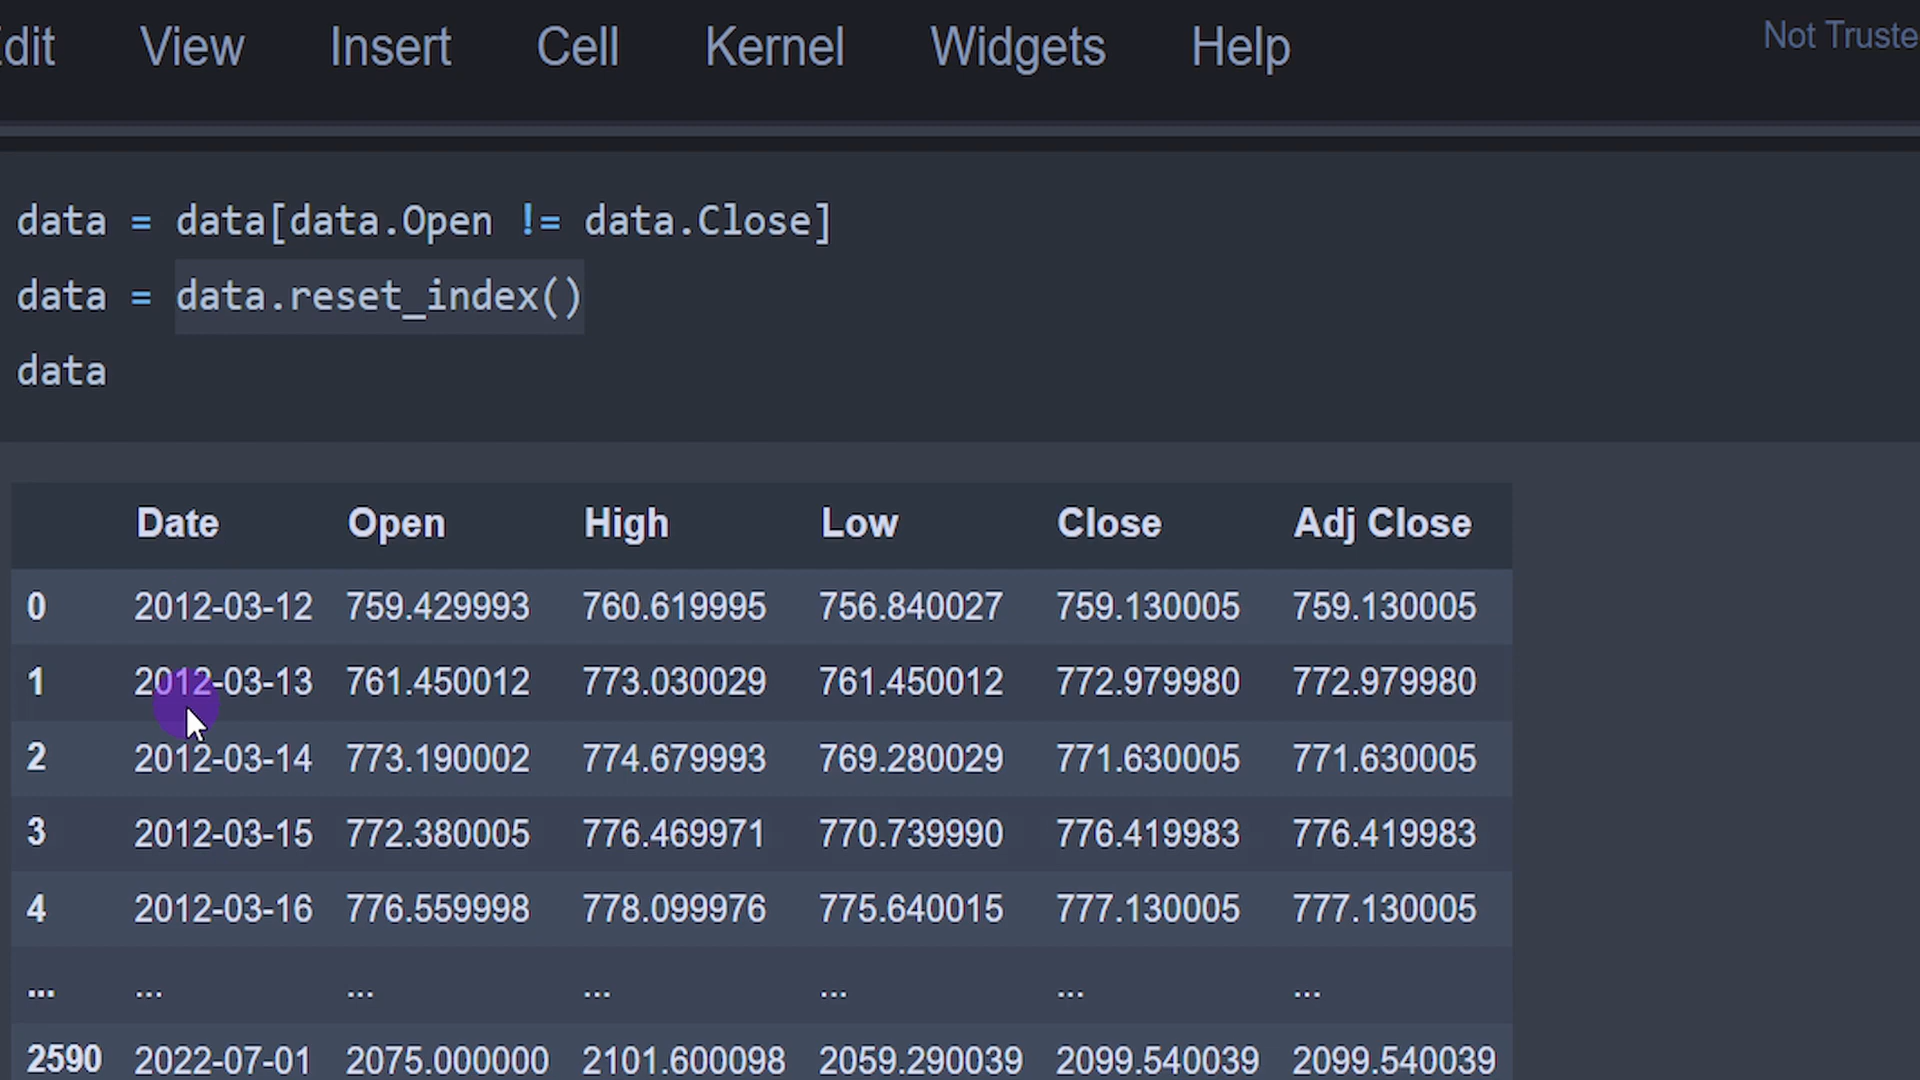 dit View Insert Cell Kernel Widgets Help Not Truste
data = data[data.Open != data.Close]
data = data.reset_index()
data
Date Open High Low Close Adj Close
0 2012-03-12 759.429993 760.619995 756.840027 759.130005 759.130005
1 2012-03-13 761.450012 773.030029 761.450012 772.979980 772.979980
2 2012-03-14 773.190002 774.679993 769.280029 771.630005 771.630005
3 2012-03-15 772.380005 776.469971 770.739990 776.419983 776.419983
4 2012-03-16 776.559998 778.099976 775.640015 777.130005 777.130005
... ... ... ... ... ... ...
2590 2022-07-01 2075.000000 2101.600098 2059.290039 2099.540039 2099.540039